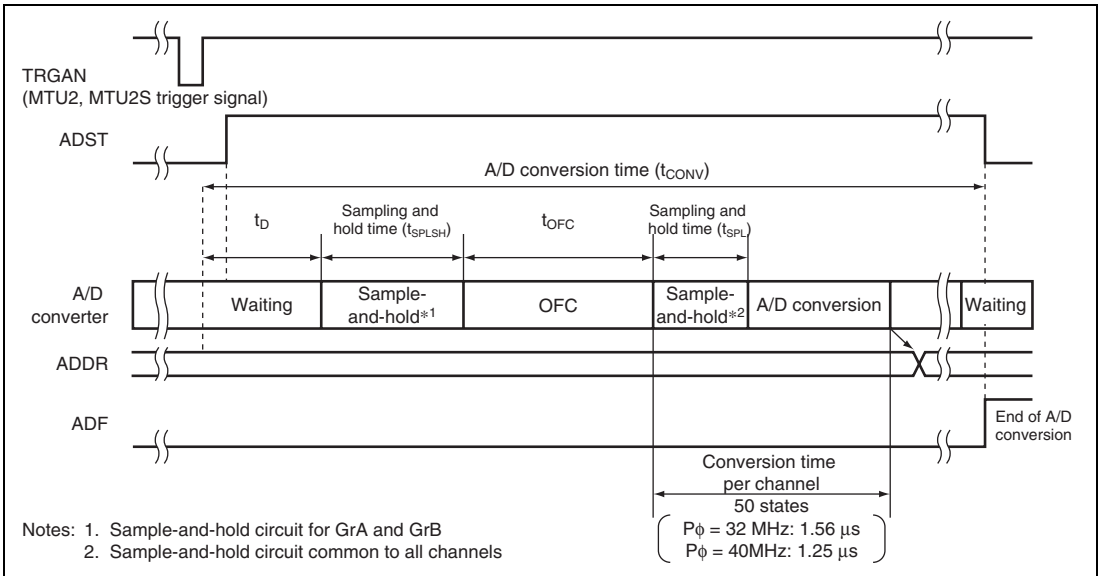 TRGAN
(MTU2, MTU2S trigger signal)
ADST
A/D conversion time (tCONV)
tD
Sampling and
hold time (tSPLSH)
tOFC
Sampling and
hold time (tSPL)
A/D
converter
Waiting
Sample-
and-hold*1
OFC
Sample-
and-hold*2
A/D conversion
Waiting
ADDR
ADF
End of A/D
conversion
Conversion time
per channel
50 states
Pϕ = 32 MHz: 1.56 μs
Pϕ = 40MHz: 1.25 μs
Notes: 1. Sample-and-hold circuit for GrA and GrB
2. Sample-and-hold circuit common to all channels